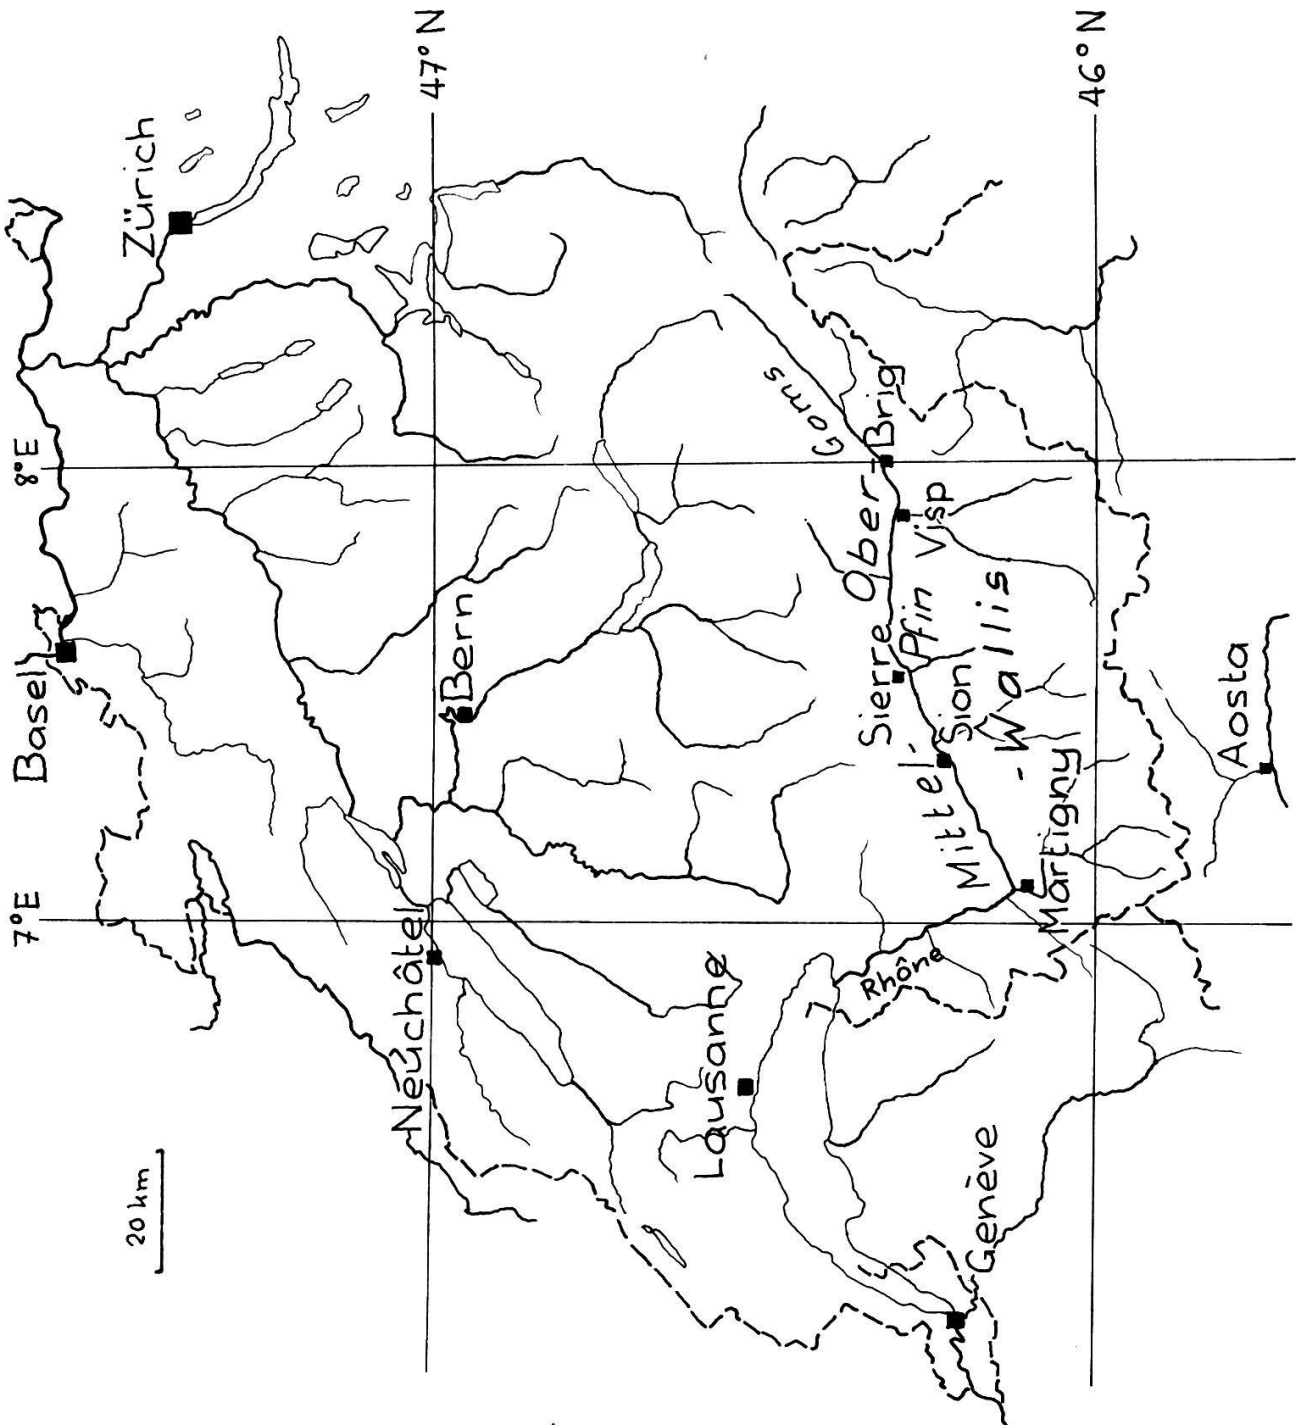 7°E
8°E
Basel
Zürich
20 km
Neúchâtel
Bern
47°N
Lausanne
Goms
Sierre
Ober-
Brig
Rhône
Mittel-
Sion
Pfin
Visp
Genève
Martigny
- Wallis
46°N
Aosta